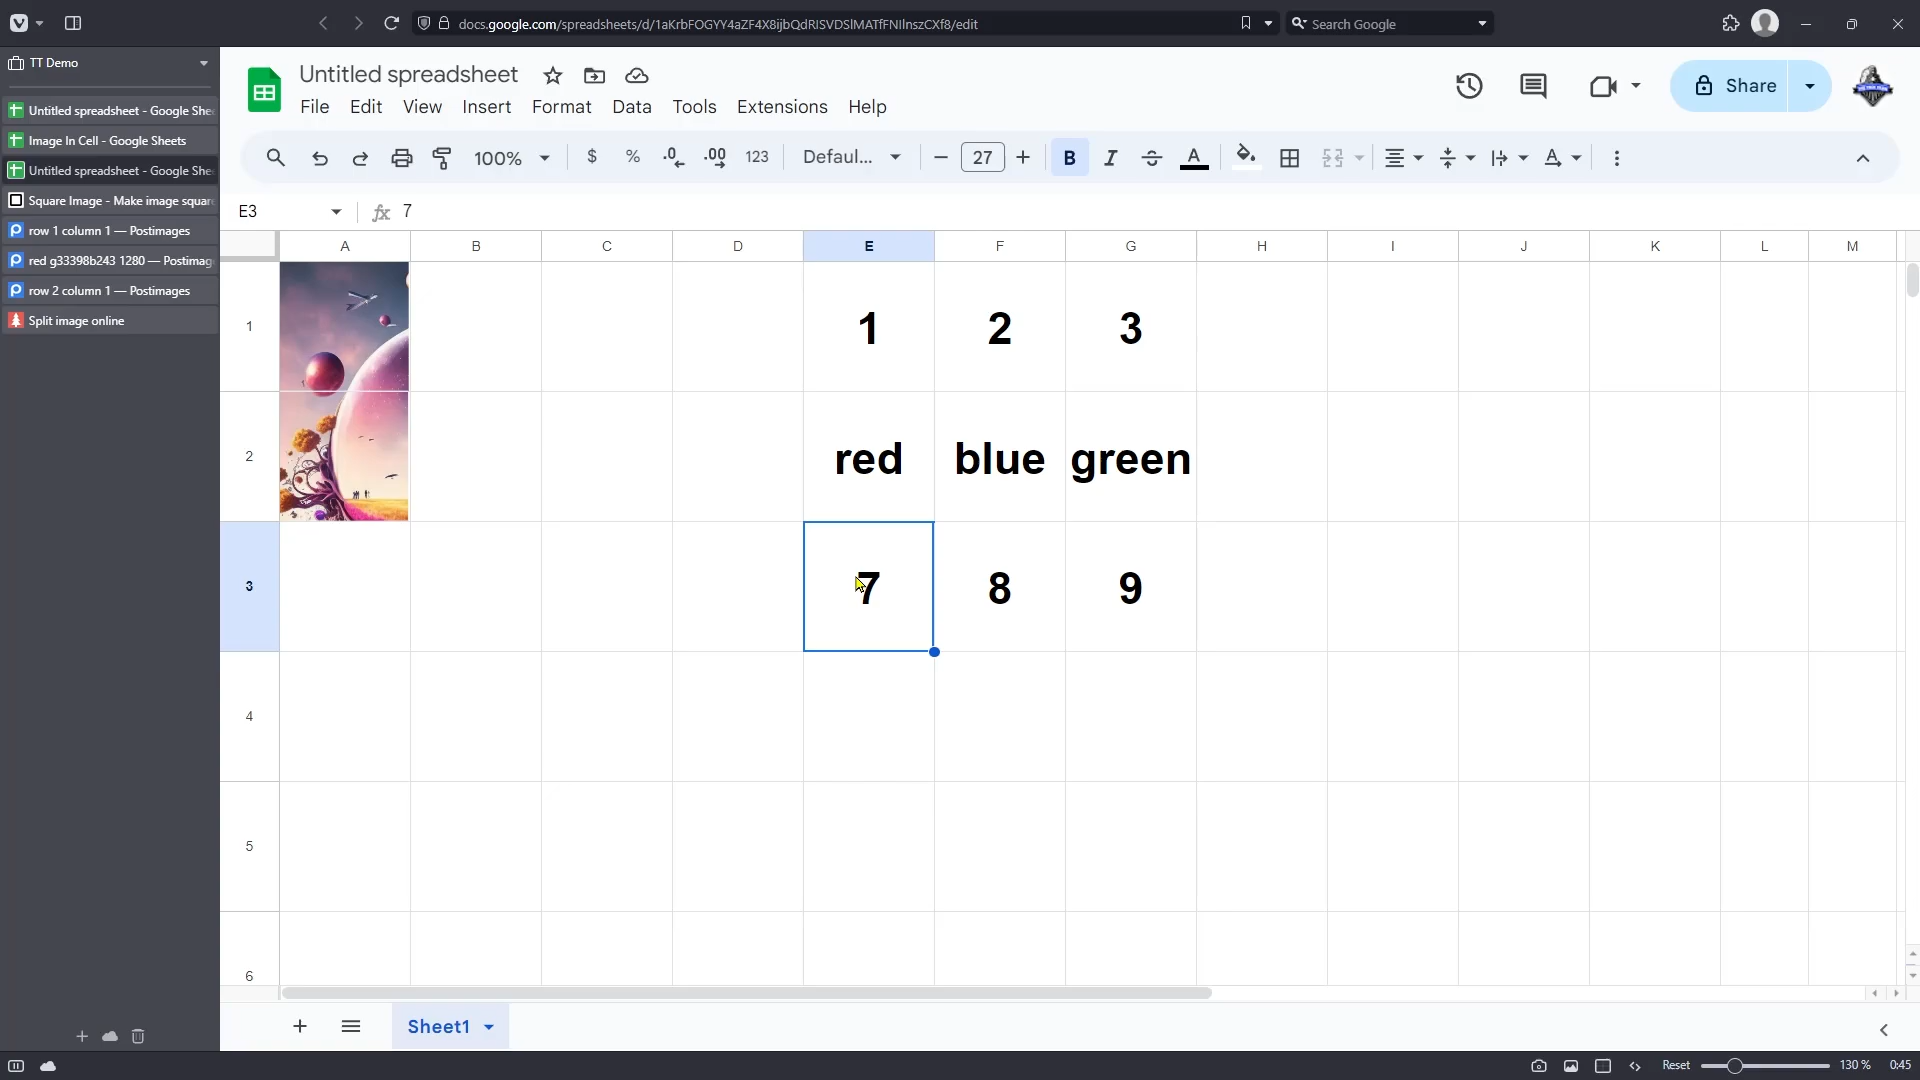 docs.google.com/spreadsheets/d/1aKrbFOGYY4aZF4X8ijbQdRISVDSlMATfFNIlnszCXf8/edit
Search Google
TT Demo
Untitled spreadsheet - Google She
Image In Cell - Google Sheets
Untitled spreadsheet - Google She
Square Image - Make image squar
row 1 column 1 — Postimages
red g33398b243 1280 — Postimag
row 2 column 1 — Postimages
Split image online
Untitled spreadsheet
File Edit View Insert Format Data Tools Extensions Help
Share
100% $ % .0 .00 123 Defaul... 27 B I S A
E3 fx 7
A B C D E F G H I J K L M
1 1 2 3
2 red blue green
3 7 8 9
4
5
6
Sheet1
Reset 130 % 0:45